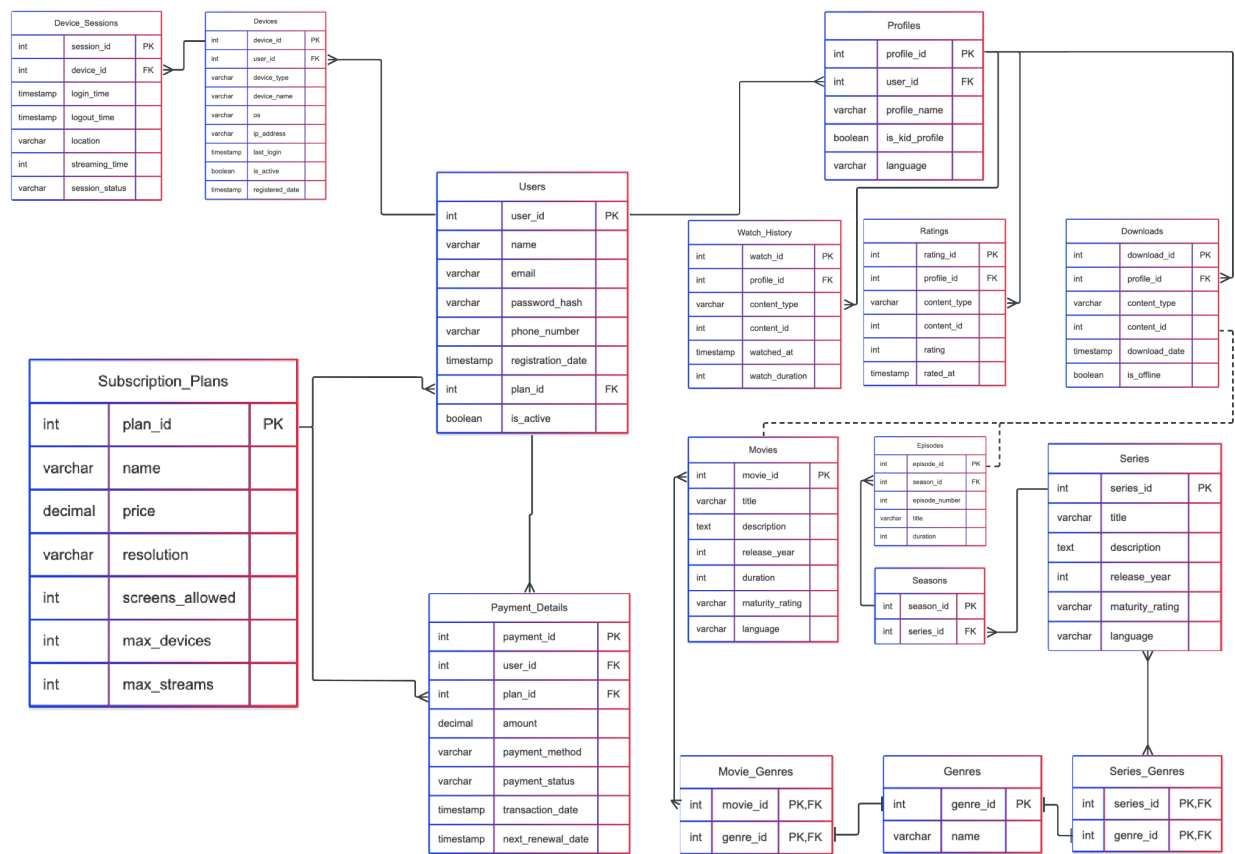 Device_Sessions
int session_id PK
int device_id FK
timestamp login_time
timestamp logout_time
varchar location
int streaming_time
varchar session_status
Devices
int device_id PK
int user_id FK
varchar device_type
varchar device_name
varchar os
varchar ip_address
timestamp last_login
boolean is_active
timestamp registered_date
Profiles
int profile_id PK
int user_id FK
varchar profile_name
boolean is_kid_profile
varchar language
Users
int user_id PK
varchar name
varchar email
varchar password_hash
varchar phone_number
timestamp registration_date
int plan_id FK
boolean is_active
Watch_History
int watch_id PK
int profile_id FK
varchar content_type
int content_id
timestamp watched_at
int watch_duration
Ratings
int rating_id PK
int profile_id FK
varchar content_type
int content_id
int rating
timestamp rated_at
Downloads
int download_id PK
int profile_id FK
varchar content_type
int content_id
timestamp download_date
boolean is_offline
Subscription_Plans
int plan_id PK
varchar name
decimal price
varchar resolution
int screens_allowed
int max_devices
int max_streams
Movies
int movie_id PK
varchar title
text description
int release_year
int duration
varchar maturity_rating
varchar language
Episodes
int episode_id PK
int season_id FK
int episode_number
varchar title
int duration
Series
int series_id PK
varchar title
text description
int release_year
varchar maturity_rating
varchar language
Seasons
int season_id PK
int series_id FK
Payment_Details
int payment_id PK
int user_id FK
int plan_id FK
decimal amount
varchar payment_method
varchar payment_status
timestamp transaction_date
timestamp next_renewal_date
Movie_Genres
int movie_id PK,FK
int genre_id PK,FK
Genres
int genre_id PK
varchar name
Series_Genres
int series_id PK,FK
int genre_id PK,FK